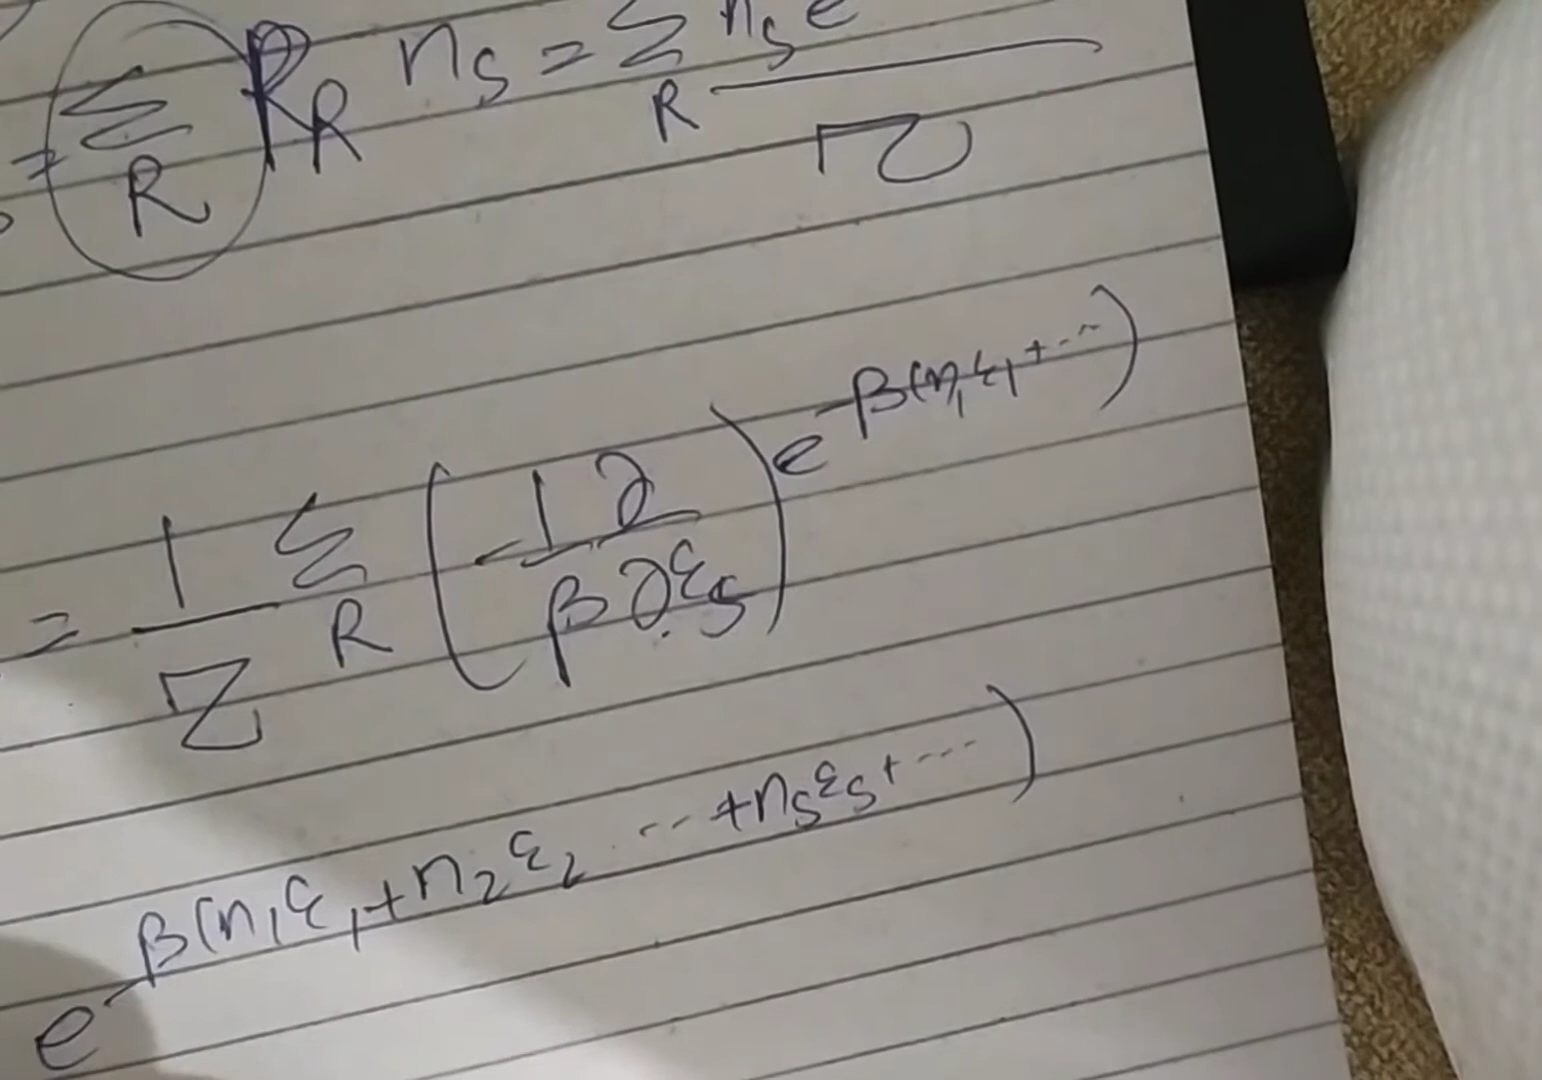 = Σ_R P_R n_s = Σ_R n_s e / Z
= 1/Z Σ_R (-1/β ∂/∂ε_s) e^{-β(n_1ε_1+...)}
e^{-β(n_1ε_1+n_2ε_2...+n_sε_s+...)}